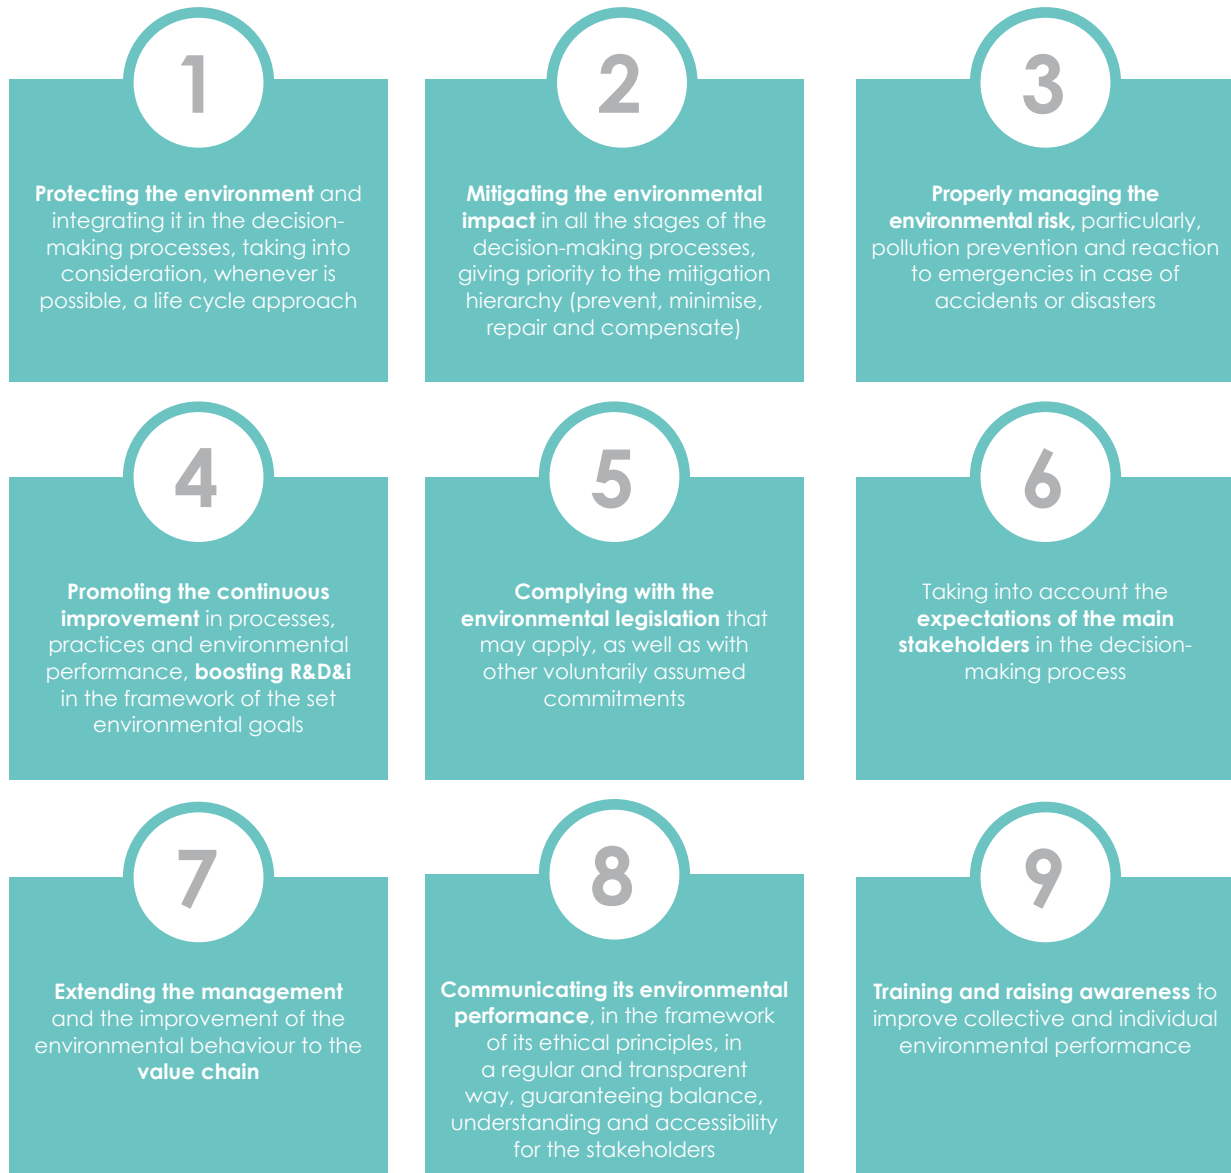 1
Protecting the environment and
integrating it in the decision-
making processes, taking into
consideration, whenever is
possible, a life cycle approach
2
Mitigating the environmental
impact in all the stages of the
decision-making processes,
giving priority to the mitigation
hierarchy (prevent, minimise,
repair and compensate)
3
Properly managing the
environmental risk, particularly,
pollution prevention and reaction
to emergencies in case of
accidents or disasters
4
Promoting the continuous
improvement in processes,
practices and environmental
performance, boosting R&D&i
in the framework of the set
environmental goals
5
Complying with the
environmental legislation that
may apply, as well as with
other voluntarily assumed
commitments
6
Taking into account the
expectations of the main
stakeholders in the decision-
making process
7
Extending the management
and the improvement of the
environmental behaviour to the
value chain
8
Communicating its environmental
performance, in the framework
of its ethical principles, in
a regular and transparent
way, guaranteeing balance,
understanding and accessibility
for the stakeholders
9
Training and raising awareness to
improve collective and individual
environmental performance